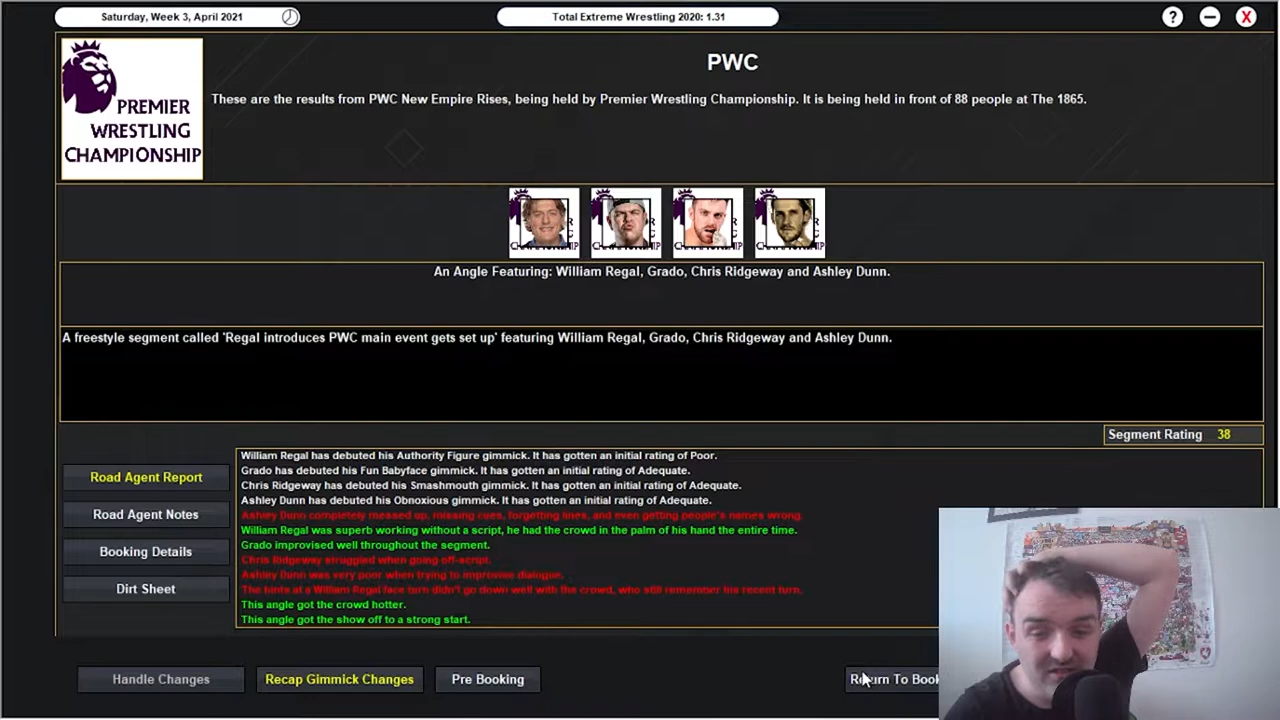 Saturday, Week 3, April 2021
Total Extreme Wrestling 2020: 1.31
?
X
PREMIER
WRESTLING
CHAMPIONSHIP
PWC
These are the results from PWC New Empire Rises, being held by Premier Wrestling Championship. It is being held in front of 88 people at The 1865.
An Angle Featuring: William Regal, Grado, Chris Ridgeway and Ashley Dunn.
A freestyle segment called 'Regal introduces PWC main event gets set up' featuring William Regal, Grado, Chris Ridgeway and Ashley Dunn.
Segment Rating 38
Road Agent Report
Road Agent Notes
Booking Details
Dirt Sheet
William Regal has debuted his Authority Figure gimmick. It has gotten an initial rating of Poor.
Grado has debuted his Fun Babyface gimmick. It has gotten an initial rating of Adequate.
Chris Ridgeway has debuted his Smashmouth gimmick. It has gotten an initial rating of Adequate.
Ashley Dunn has debuted his Obnoxious gimmick. It has gotten an initial rating of Adequate.
Ashley Dunn completely messed up, missing cues, forgetting lines, and even getting people's names wrong.
William Regal was superb working without a script, he had the crowd in the palm of his hand the entire time.
Grado improvised well throughout the segment.
Chris Ridgeway struggled when going off-script.
Ashley Dunn was very poor when trying to improvise dialogue.
The hints at a William Regal face turn didn't go down well with the crowd, who still remember his recent turn.
This angle got the crowd hotter.
This angle got the show off to a strong start.
Handle Changes
Recap Gimmick Changes
Pre Booking
Return To Book